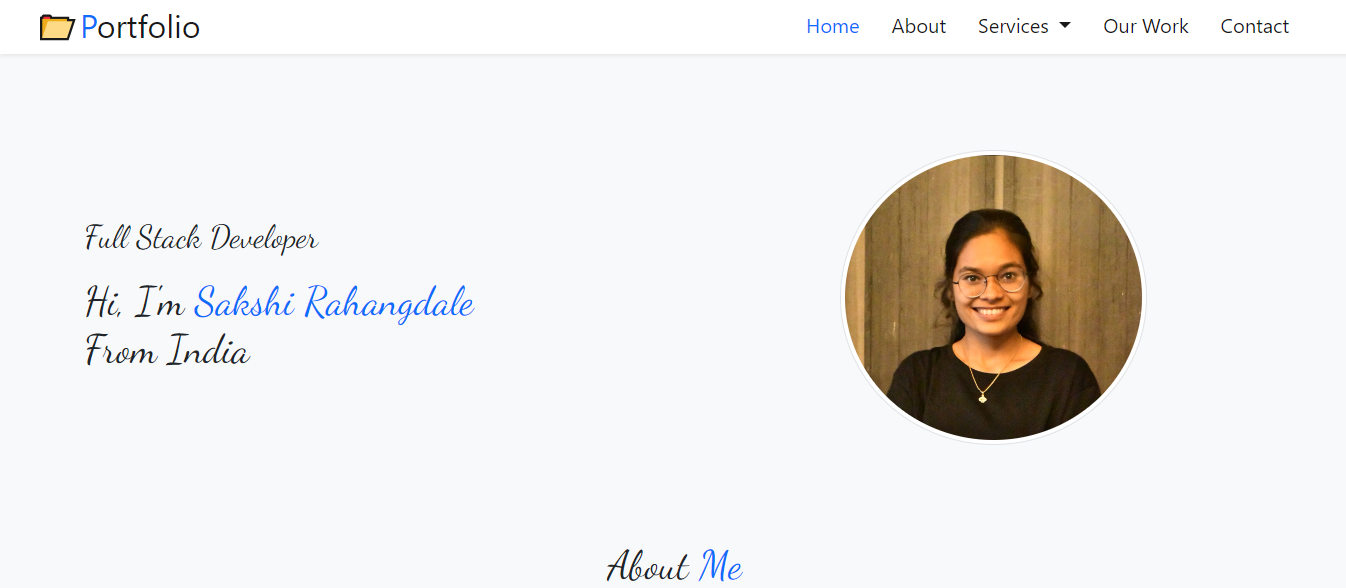 Portfolio
Home About Services Our Work Contact
Full Stack Developer
Hi, I'm Sakshi Rahangdale
From India
About Me